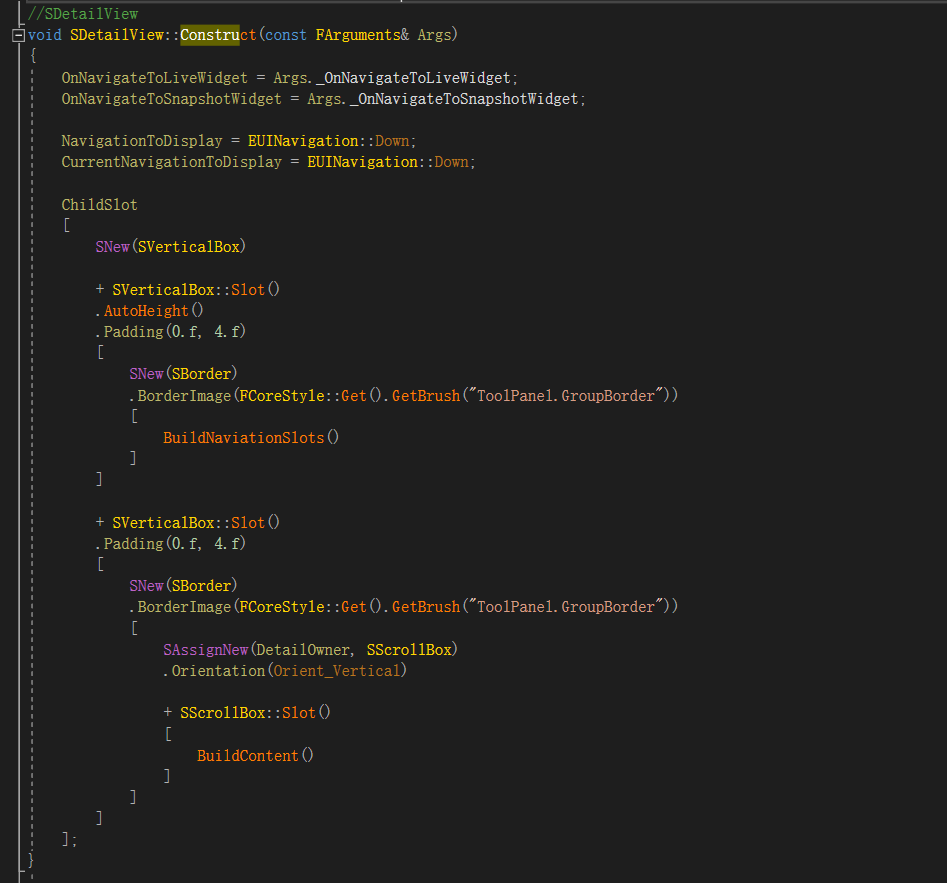 //SDetailView
void SDetailView::Construct(const FArguments& Args)
{
    OnNavigateToLiveWidget = Args._OnNavigateToLiveWidget;
    OnNavigateToSnapshotWidget = Args._OnNavigateToSnapshotWidget;

    NavigationToDisplay = EUINavigation::Down;
    CurrentNavigationToDisplay = EUINavigation::Down;

    ChildSlot
    [
        SNew(SVerticalBox)

        + SVerticalBox::Slot()
        .AutoHeight()
        .Padding(0.f, 4.f)
        [
            SNew(SBorder)
            .BorderImage(FCoreStyle::Get().GetBrush("ToolPanel.GroupBorder"))
            [
                BuildNaviationSlots()
            ]
        ]

        + SVerticalBox::Slot()
        .Padding(0.f, 4.f)
        [
            SNew(SBorder)
            .BorderImage(FCoreStyle::Get().GetBrush("ToolPanel.GroupBorder"))
            [
                SAssignNew(DetailOwner, SScrollBox)
                .Orientation(Orient_Vertical)

                + SScrollBox::Slot()
                [
                    BuildContent()
                ]
            ]
        ]
    ];
}